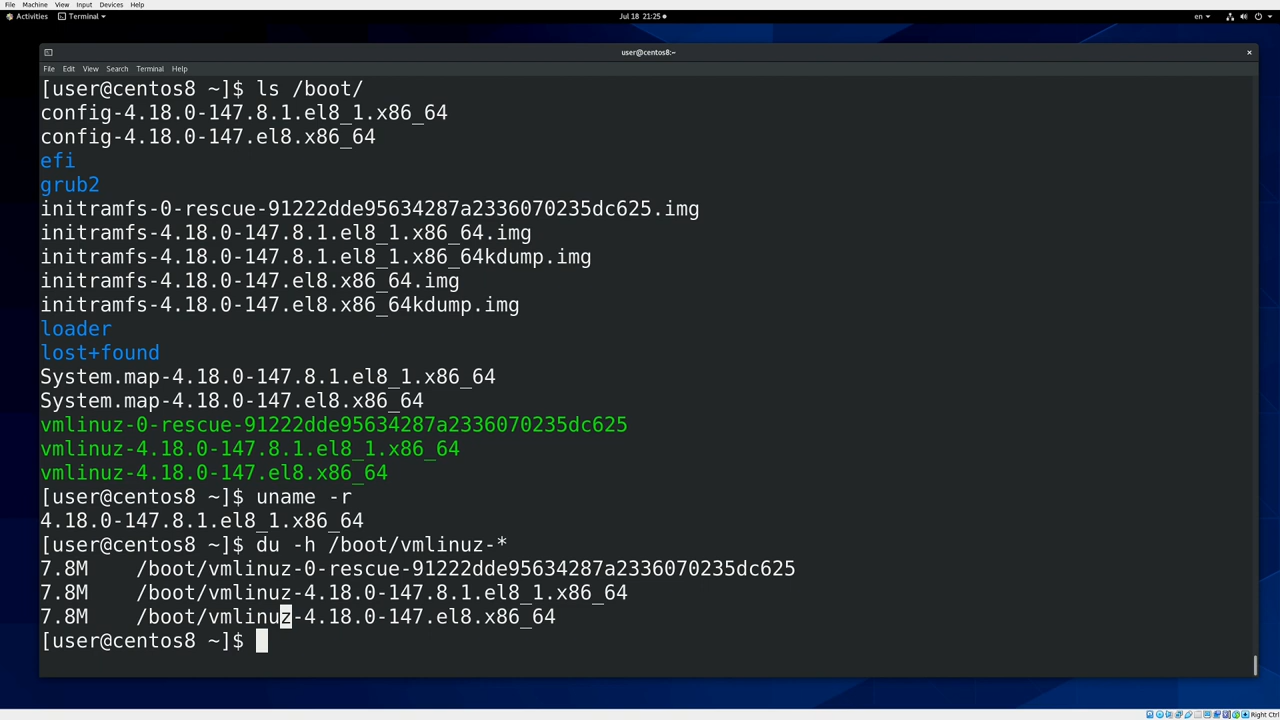 File Machine View Input Devices Help
Activities Terminal Jul 18 21:25 en
user@centos8:~
File Edit View Search Terminal Help
[user@centos8 ~]$ ls /boot/
config-4.18.0-147.8.1.el8_1.x86_64
config-4.18.0-147.el8.x86_64
efi
grub2
initramfs-0-rescue-91222dde95634287a2336070235dc625.img
initramfs-4.18.0-147.8.1.el8_1.x86_64.img
initramfs-4.18.0-147.8.1.el8_1.x86_64kdump.img
initramfs-4.18.0-147.el8.x86_64.img
initramfs-4.18.0-147.el8.x86_64kdump.img
loader
lost+found
System.map-4.18.0-147.8.1.el8_1.x86_64
System.map-4.18.0-147.el8.x86_64
vmlinuz-0-rescue-91222dde95634287a2336070235dc625
vmlinuz-4.18.0-147.8.1.el8_1.x86_64
vmlinuz-4.18.0-147.el8.x86_64
[user@centos8 ~]$ uname -r
4.18.0-147.8.1.el8_1.x86_64
[user@centos8 ~]$ du -h /boot/vmlinuz-*
7.8M /boot/vmlinuz-0-rescue-91222dde95634287a2336070235dc625
7.8M /boot/vmlinuz-4.18.0-147.8.1.el8_1.x86_64
7.8M /boot/vmlinuz-4.18.0-147.el8.x86_64
[user@centos8 ~]$
Right Ctrl